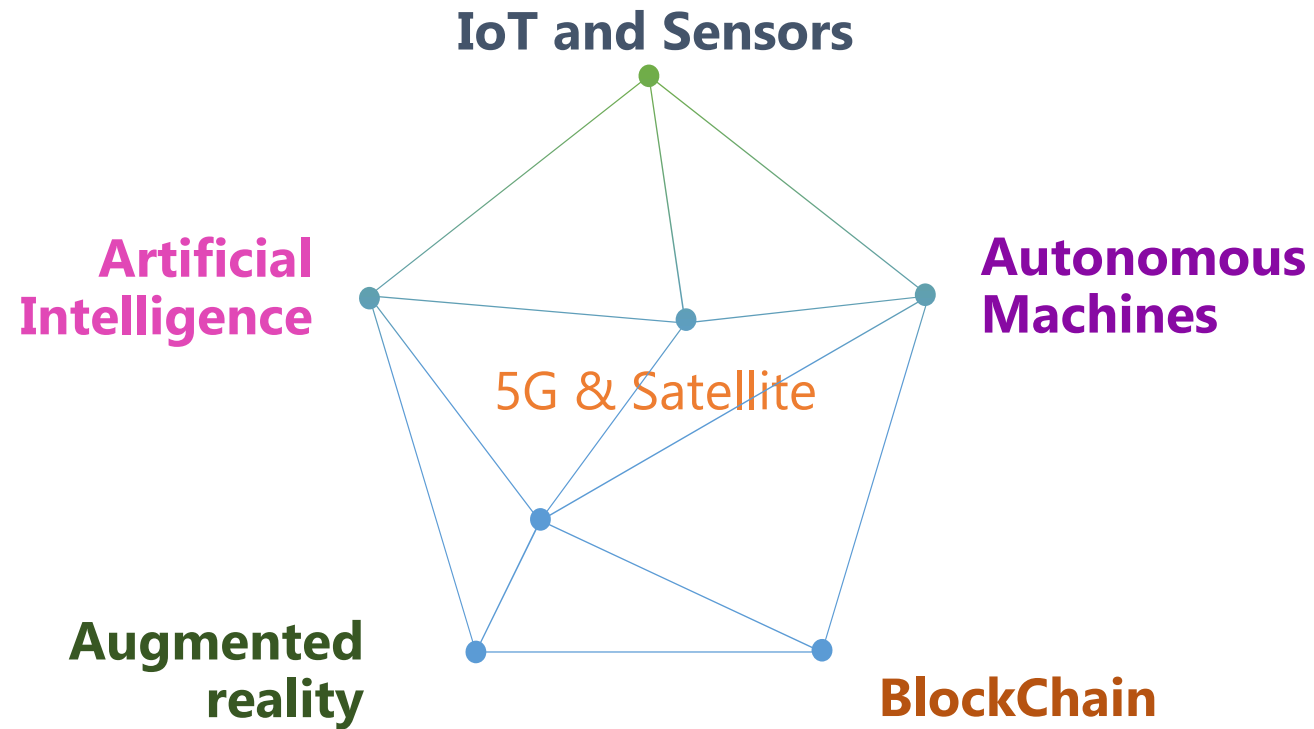 IoT and Sensors
Artificial
Intelligence
Autonomous
Machines
5G & Satellite
Augmented
reality
BlockChain